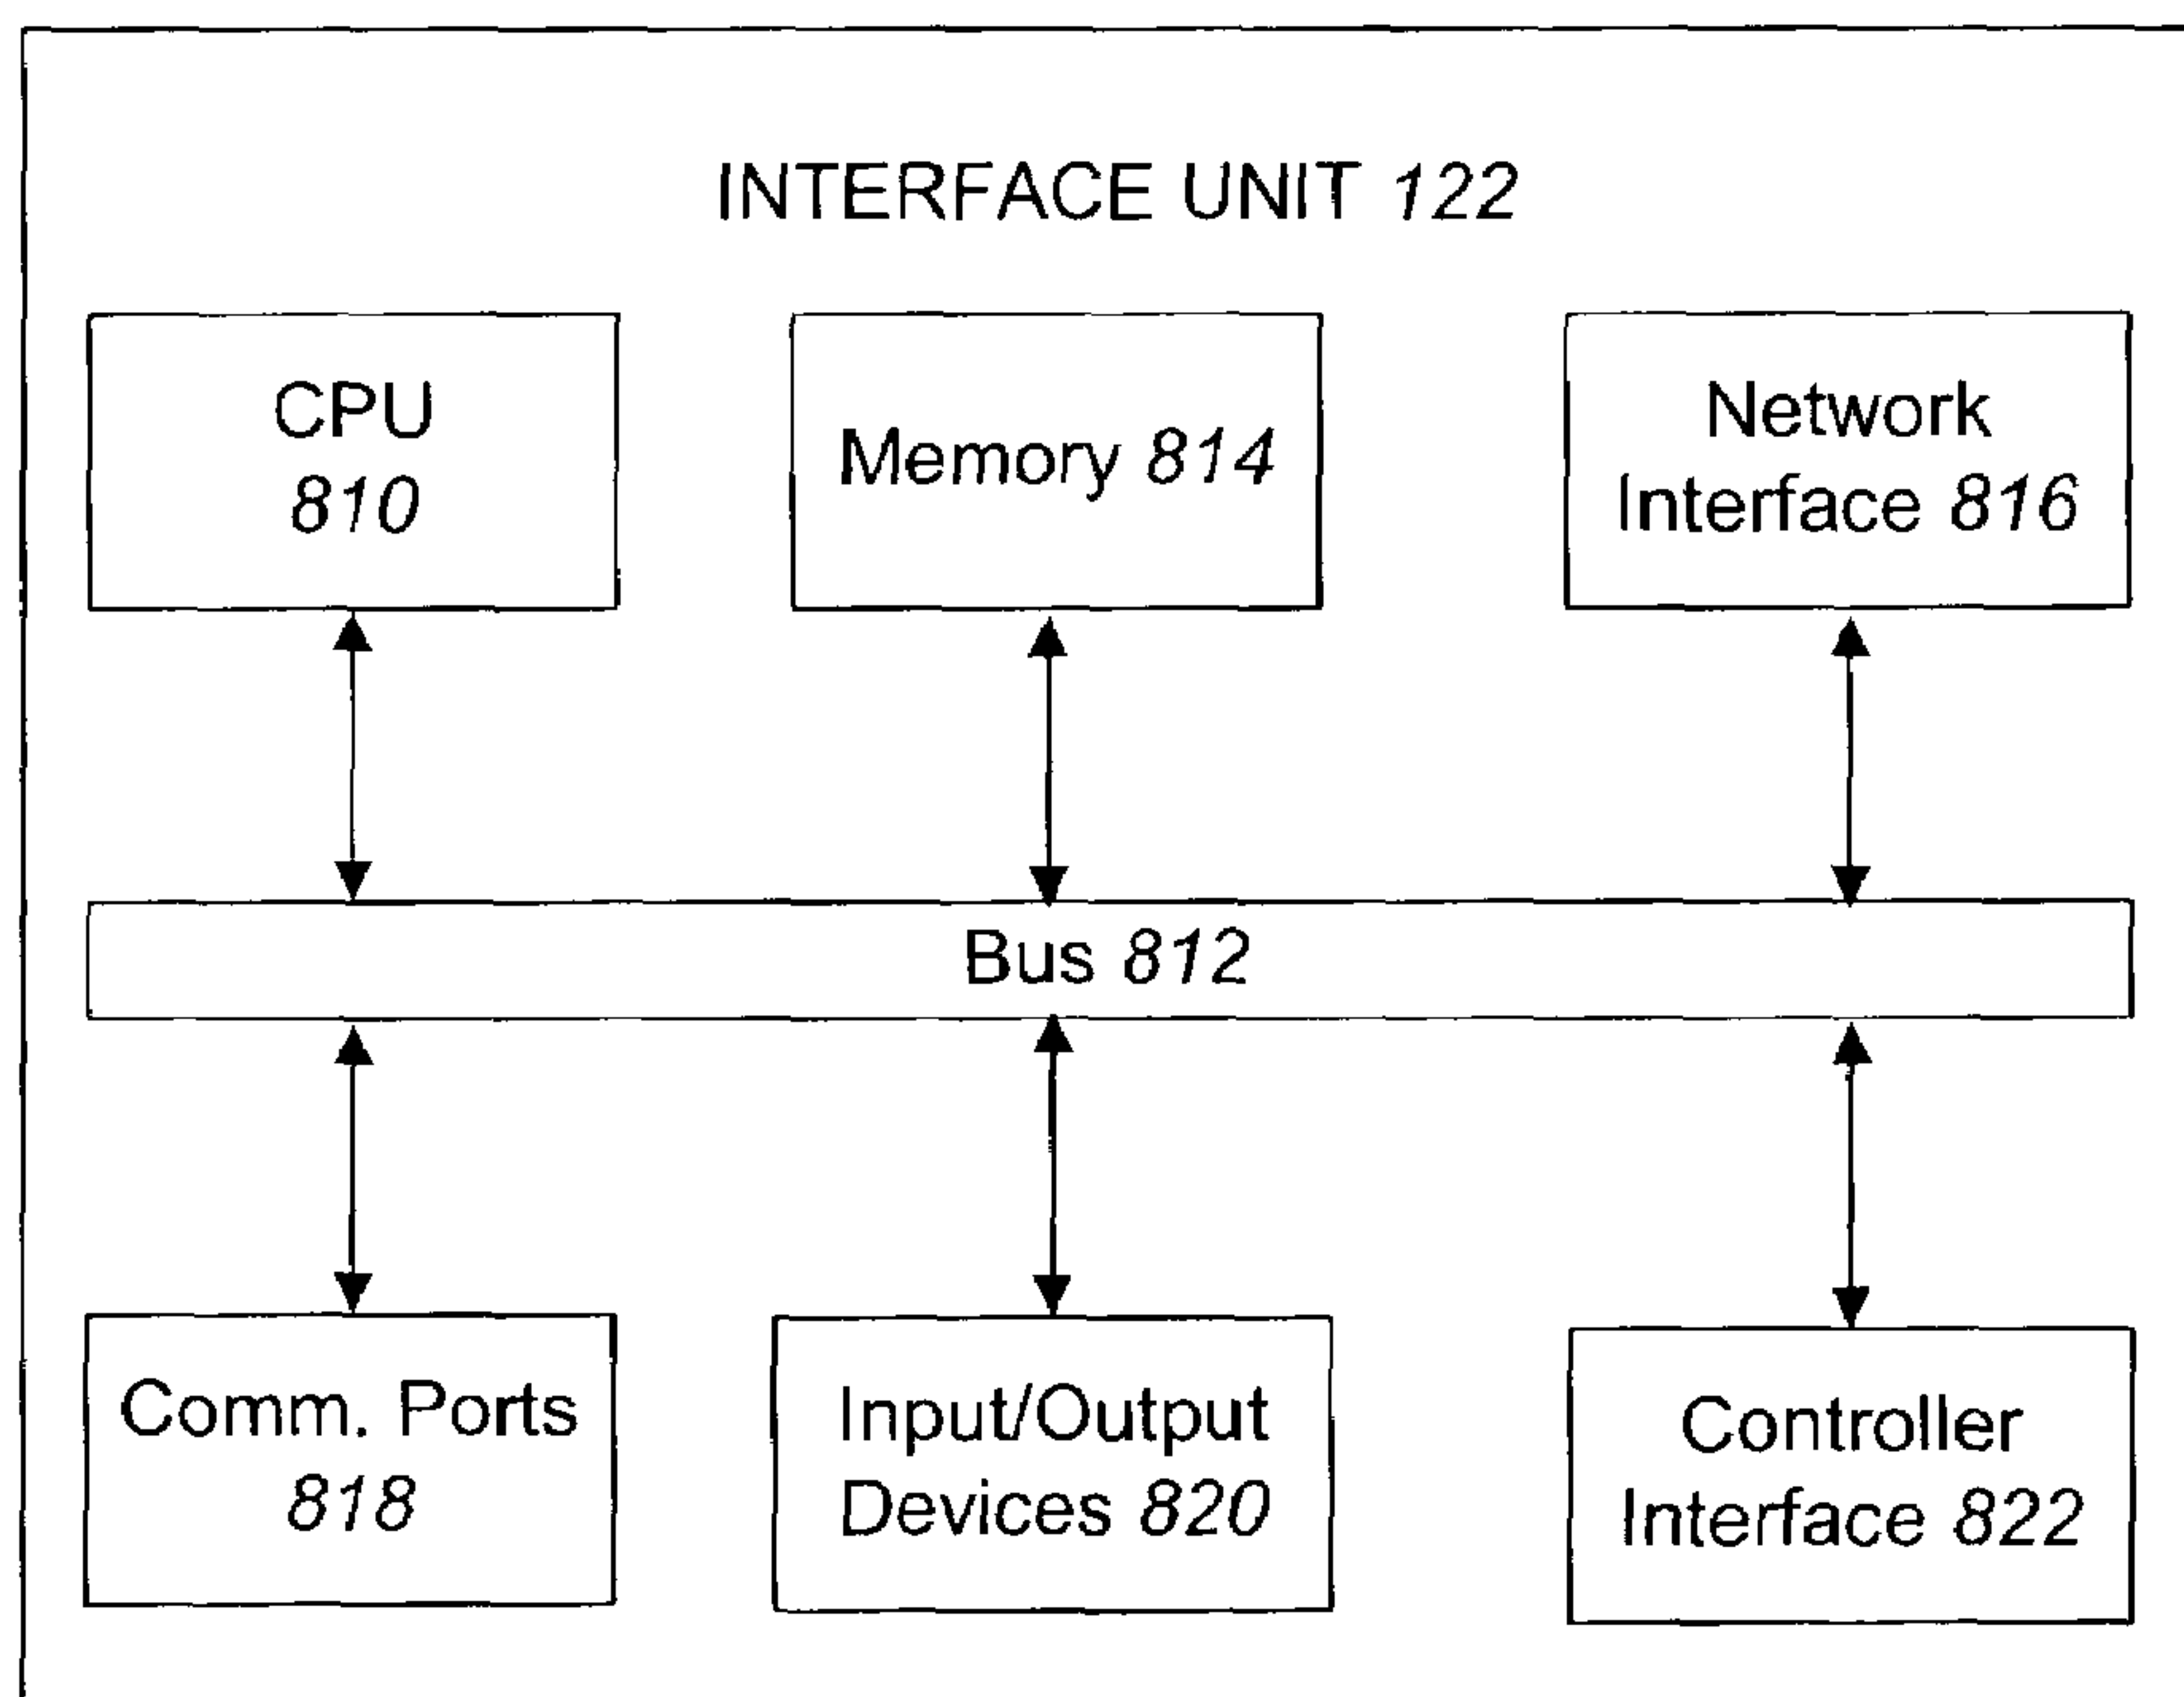 INTERFACE UNIT 122
CPU
810
Memory 814
Network
Interface 816
Bus 812
Comm. Ports
818
Input/Output
Devices 820
Controller
Interface 822